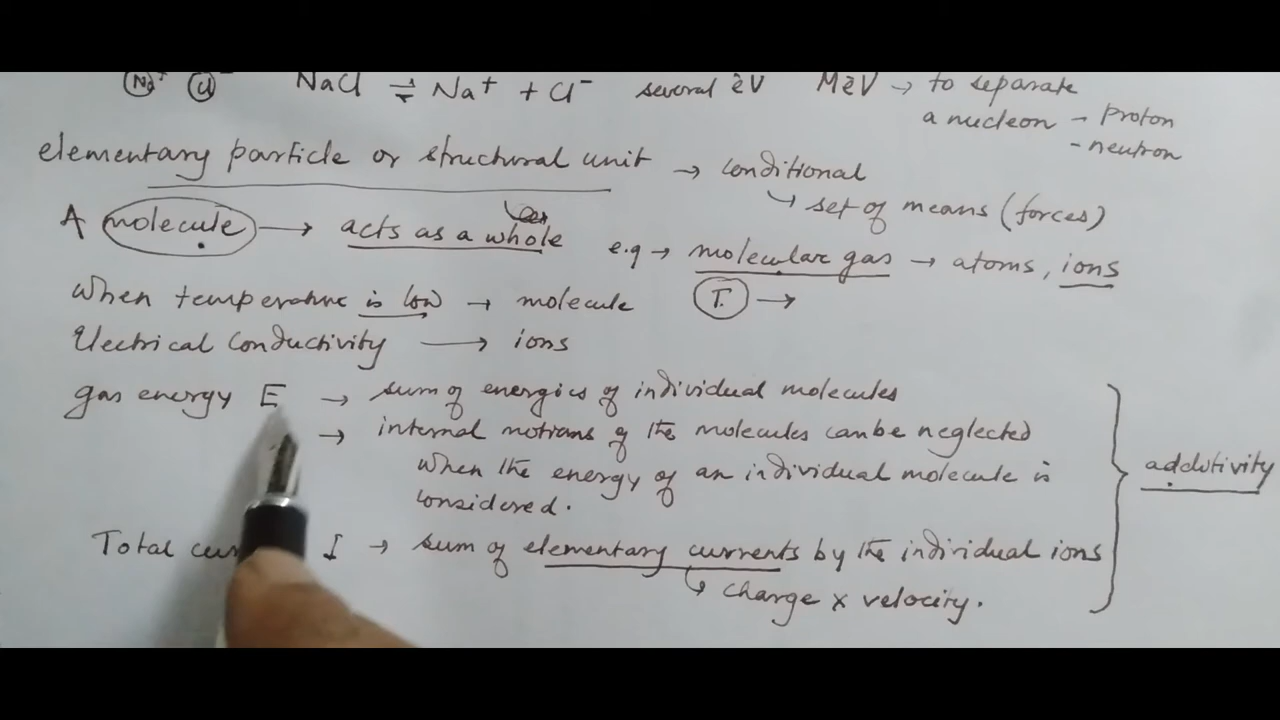 Na+ Cl- NaCl ⇌ Na+ + Cl- several eV MeV → to separate
a nucleon - proton
- neutron
elementary particle or structural unit → conditional
↳ set of means (forces)
A molecule → acts as a whole e.g → molecular gas → atoms, ions
When temperature is low → molecule T. →
Electrical Conductivity → ions
gas energy E → sum of energies of individual molecules
→ internal motions of the molecules can be neglected
when the energy of an individual molecule is
considered.
additivity
Total I → sum of elementary currents by the individual ions
↳ charge x velocity.